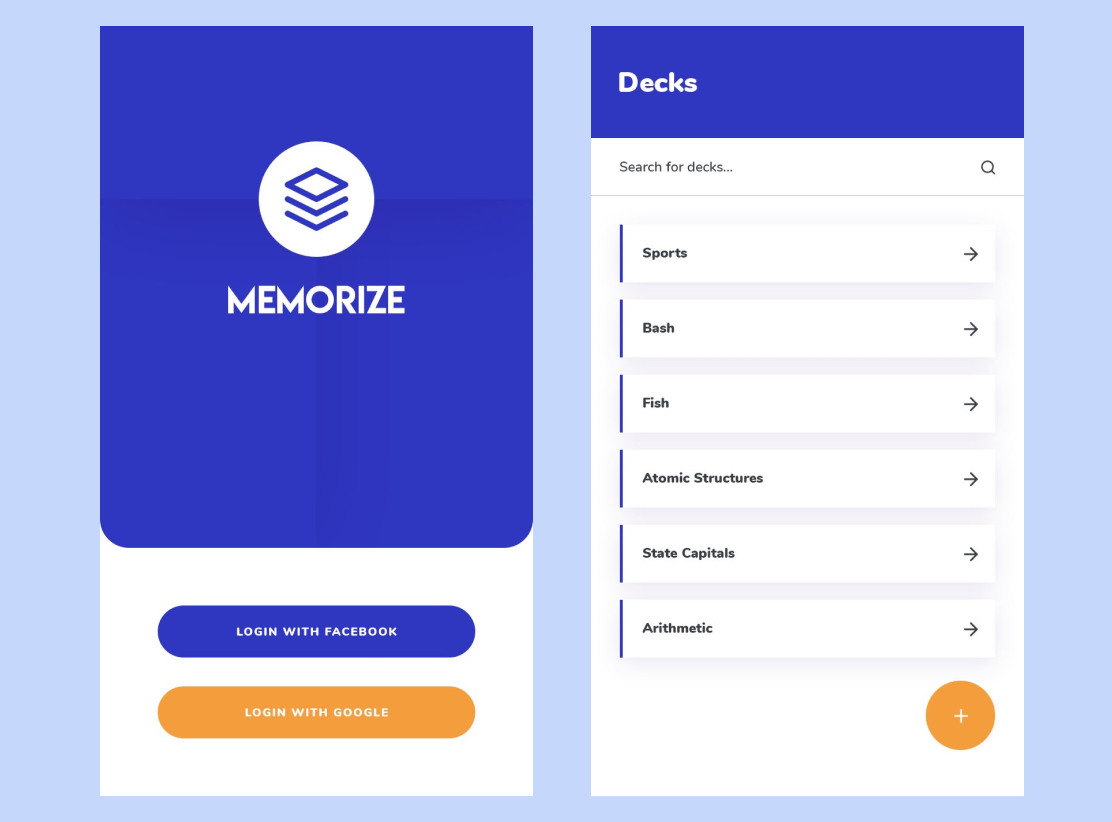 MEMORIZE
LOGIN WITH FACEBOOK
LOGIN WITH GOOGLE
Decks
Search for decks...
Sports
Bash
Fish
Atomic Structures
State Capitals
Arithmetic